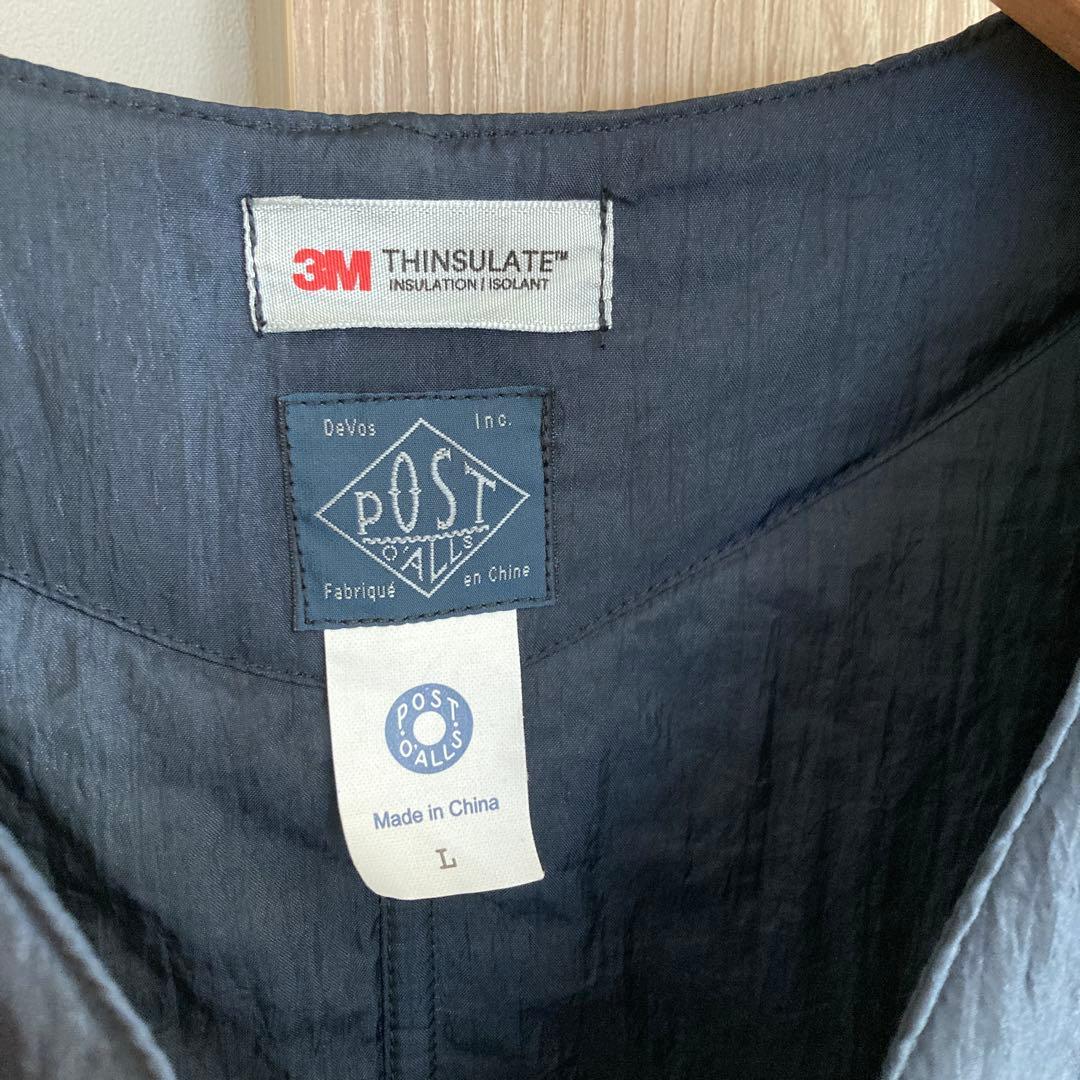 3M THINSULATE™
INSULATION / ISOLANT
DeVos Inc.
POST
O'ALLS
Fabriqué en Chine
POST
O'ALLS
Made in China
L